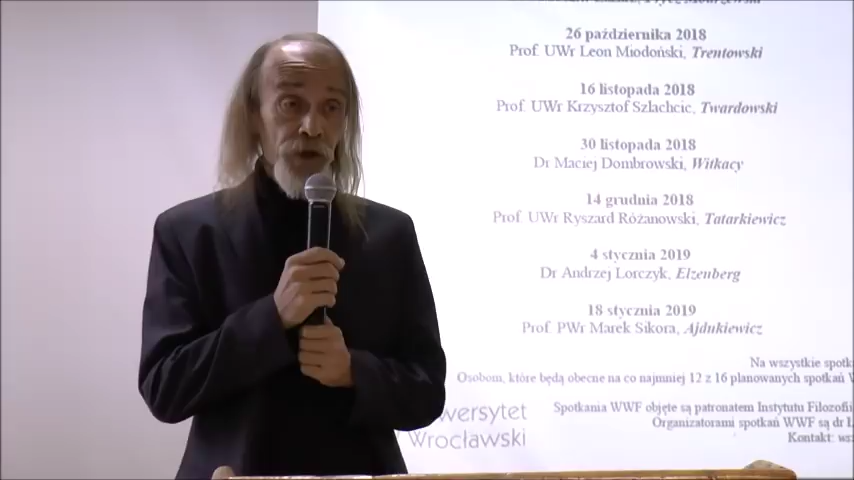 26 października 2018
Prof. UWr Leon Miodoński, Trentowski
16 listopada 2018
Prof. UWr Krzysztof Szlachcic, Twardowski
30 listopada 2018
Dr Maciej Dombrowski, Witkacy
14 grudnia 2018
Prof. UWr Ryszard Różanowski, Tatarkiewicz
4 stycznia 2019
Dr Andrzej Lorczyk, Elzenberg
18 stycznia 2019
Prof. PWr Marek Sikora, Ajdukiewicz
Na wszystkie spotk
Osobom, które będą obecne na co najmniej 12 z 16 planowanych spotkań
Spotkania WWF objęte są patronatem Instytutu Filozofii
Organizatorami spotkań WWF są dr
Kontakt:
wersytet
Wrocławski